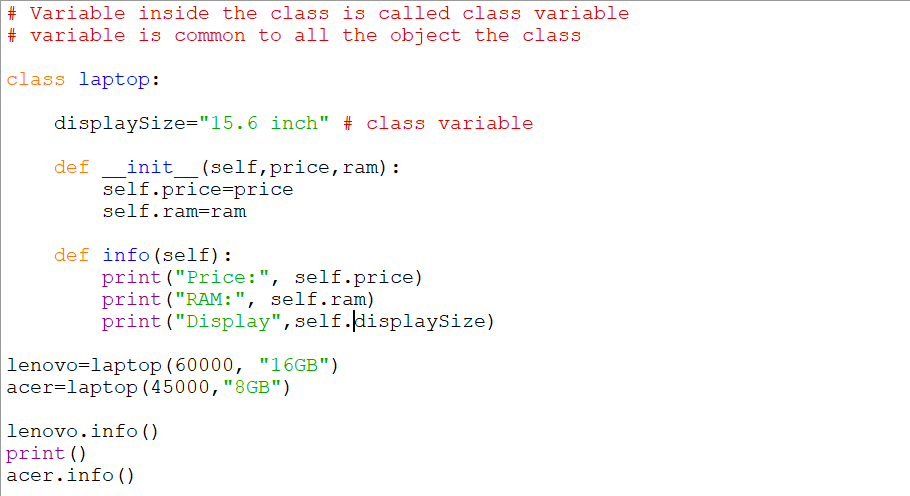 # Variable inside the class is called class variable
# variable is common to all the object the class
class laptop:
    displaySize="15.6 inch" # class variable
    def __init__(self,price,ram):
        self.price=price
        self.ram=ram
    def info(self):
        print("Price:", self.price)
        print("RAM:", self.ram)
        print("Display",self.displaySize)
lenovo=laptop(60000, "16GB")
acer=laptop(45000,"8GB")
lenovo.info()
print()
acer.info()